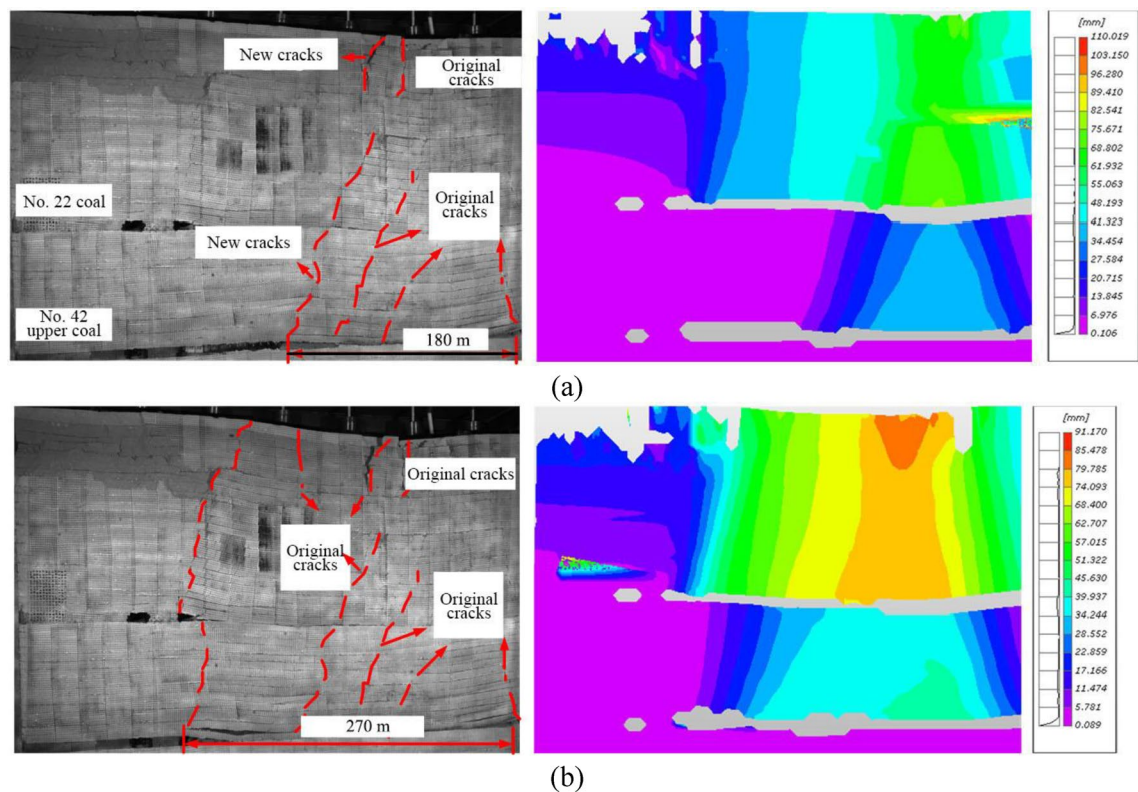 New cracks
Original
cracks
No. 22 coal
Original
cracks
New cracks
No. 42
upper coal
180 m
[mm]
110.019
103.150
96.280
89.410
82.541
75.671
68.802
61.932
55.063
48.193
41.323
34.454
27.584
20.715
13.845
6.976
0.106
(a)
Original cracks
Original
cracks
Original
cracks
270 m
[mm]
91.170
85.478
79.785
74.093
68.400
62.707
57.015
51.322
45.630
39.937
34.244
28.552
22.859
17.166
11.474
5.781
0.089
(b)